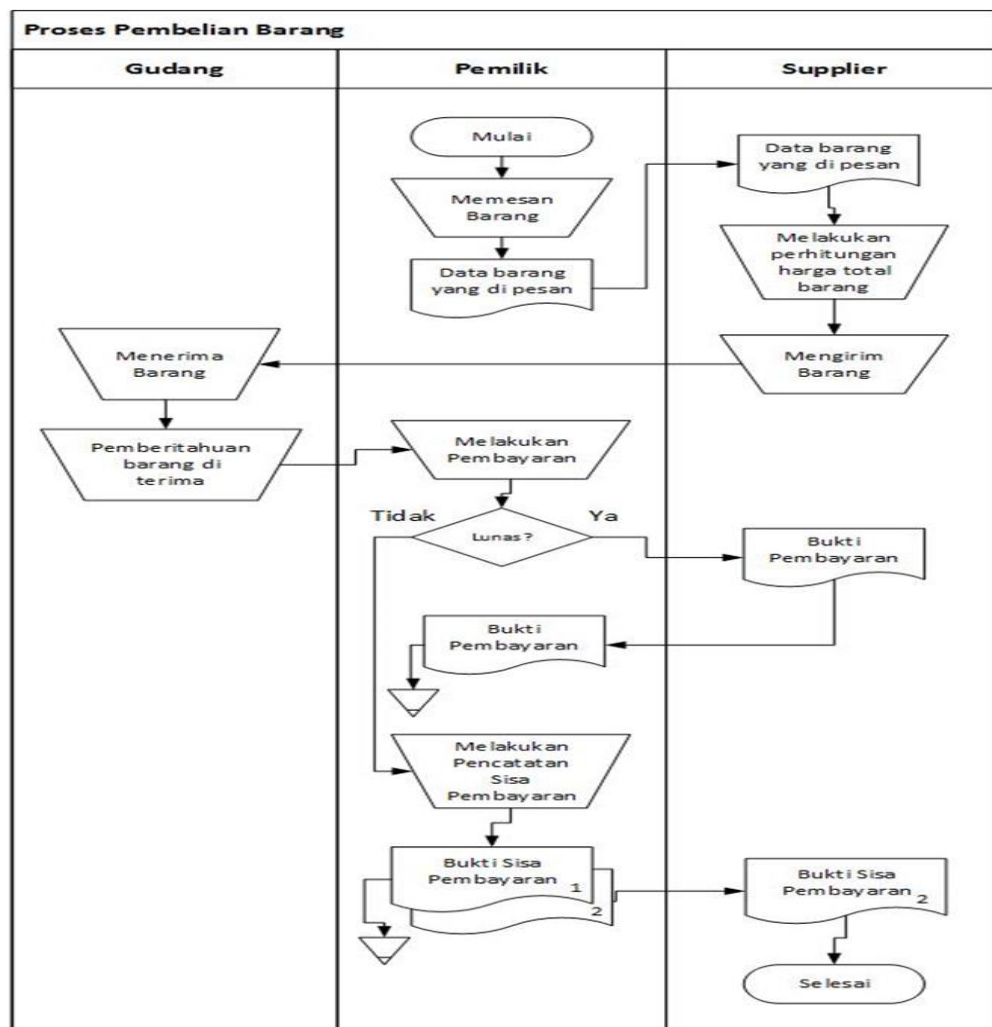 Proses Pembelian Barang
Gudang
Pemilik
Supplier
Mulai
Memesan
Barang
Data barang
yang di pesan
Data barang
yang di pesan
Melakukan
perhitungan
harga total
barang
Mengirim
Barang
Menerima
Barang
Pemberitahuan
barang di
terima
Melakukan
Pembayaran
Lunas?
Tidak
Ya
Bukti
Pembayaran
Bukti
Pembayaran
Melakukan
Pencatatan
Sisa
Pembayaran
Bukti Sisa
Pembayaran
1
2
Bukti Sisa
Pembayaran
2
Selesai